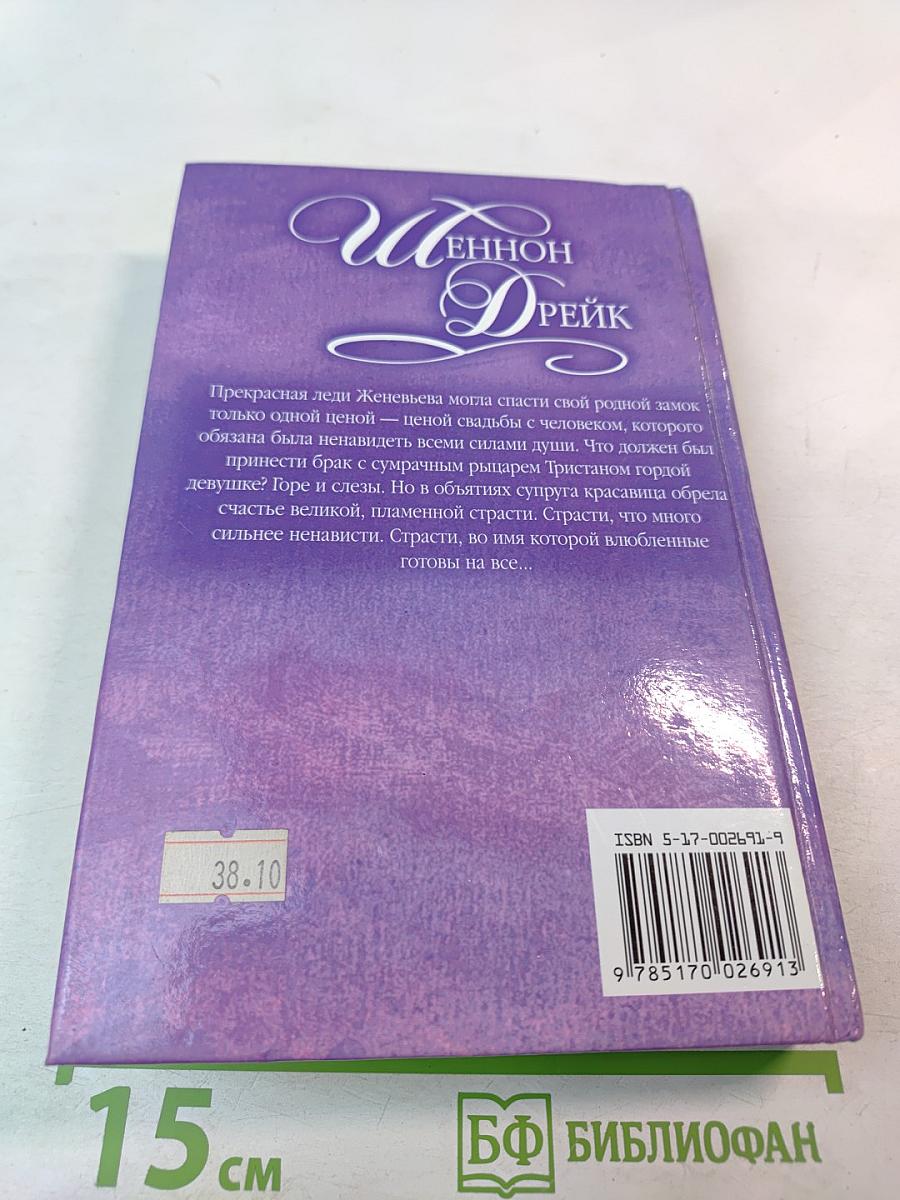 Шеннон
Дрейк
Прекрасная леди Женевьева могла спасти свой родной замок
только одной ценой — ценой свадьбы с человеком, которого
обязана была ненавидеть всеми силами души. Что должен был
принести брак с сумрачным рыцарем Тристаном гордой
девушке? Горе и слезы. Но в объятиях супруга красавица обрела
счастье великой, пламенной страсти. Страсти, что много
сильнее ненависти. Страсти, во имя которой влюбленные
готовы на все...
38.10
ISBN 5-17-002691-9
9 785170 026913
15 см
БФ БИБЛИОФАН